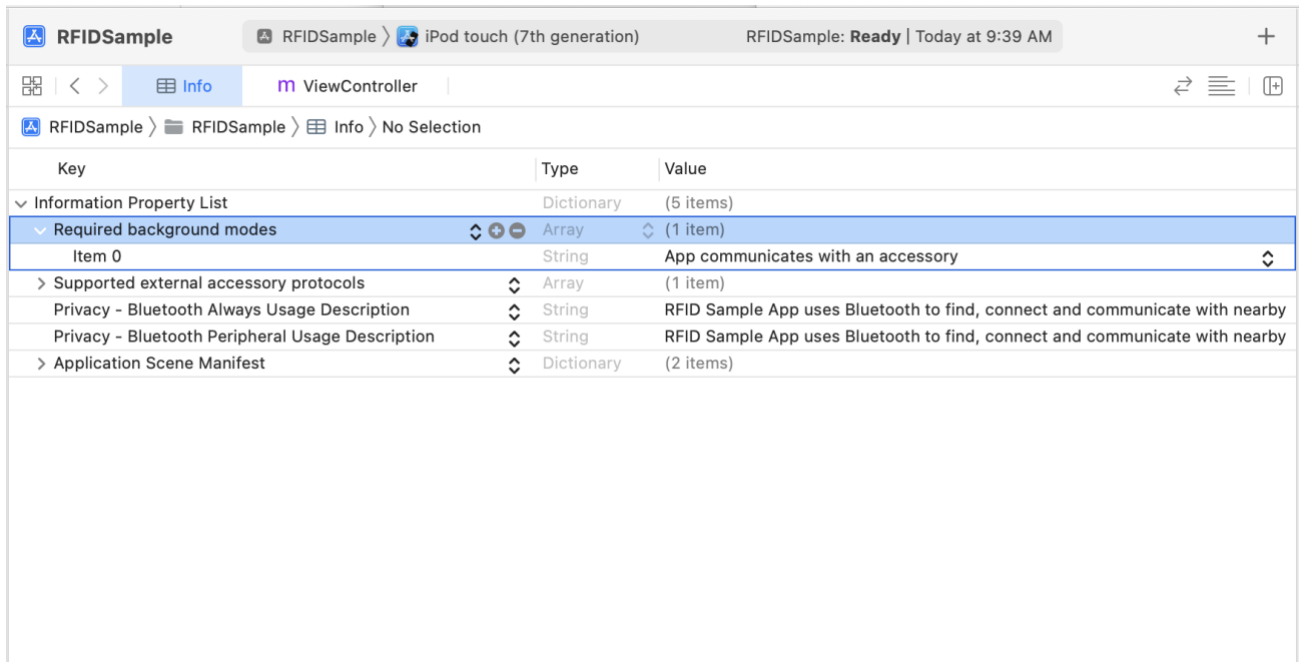 RFIDSample RFIDSample iPod touch (7th generation) RFIDSample: Ready | Today at 9:39 AM
Info m ViewController
RFIDSample RFIDSample Info No Selection
Key Type Value
Information Property List Dictionary (5 items)
Required background modes Array (1 item)
Item 0 String App communicates with an accessory
Supported external accessory protocols Array (1 item)
Privacy - Bluetooth Always Usage Description String RFID Sample App uses Bluetooth to find, connect and communicate with nearby
Privacy - Bluetooth Peripheral Usage Description String RFID Sample App uses Bluetooth to find, connect and communicate with nearby
Application Scene Manifest Dictionary (2 items)